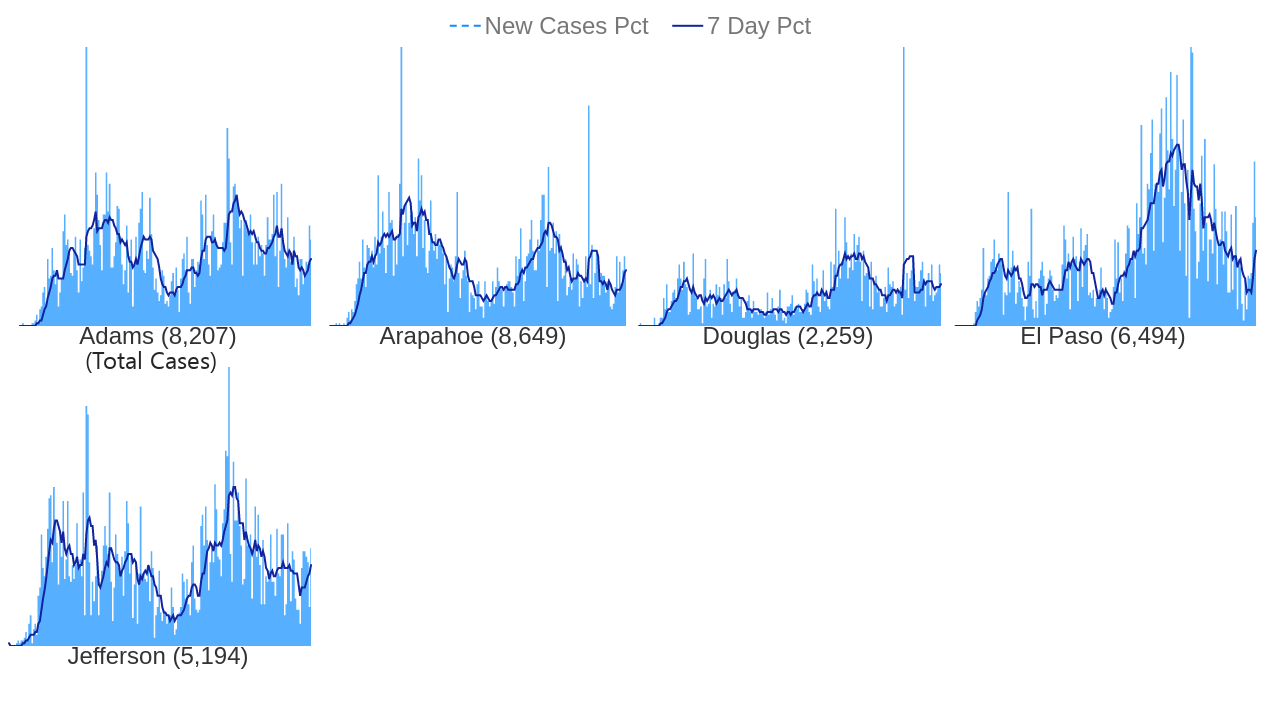 New Cases Pct 7 Day Pct
Adams (8,207)
(Total Cases)
Arapahoe (8,649)
Douglas (2,259)
El Paso (6,494)
Jefferson (5,194)